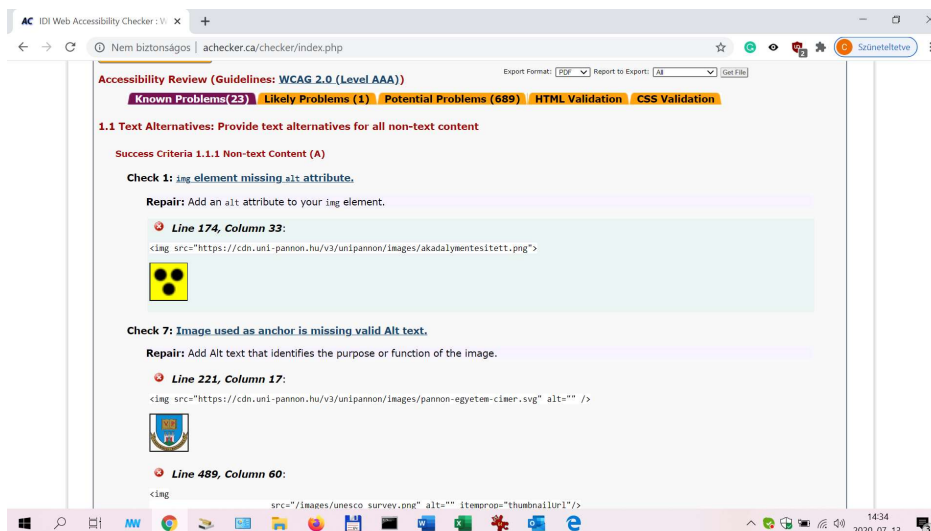 AC IDI Web Accessibility Checker : W
Nem biztonságos | achecker.ca/checker/index.php
Szüneteltetve
Accessibility Review (Guidelines: WCAG 2.0 (Level AAA))
Export Format: PDF Report to Export: All Get File
Known Problems(23) Likely Problems (1) Potential Problems (689) HTML Validation CSS Validation
1.1 Text Alternatives: Provide text alternatives for all non-text content
Success Criteria 1.1.1 Non-text Content (A)
Check 1: img element missing alt attribute.
Repair: Add an alt attribute to your img element.
Line 174, Column 33:
<img src="https://cdn.uni-pannon.hu/v3/unipannon/images/akadalymentesitett.png">
Check 7: Image used as anchor is missing valid Alt text.
Repair: Add Alt text that identifies the purpose or function of the image.
Line 221, Column 17:
<img src="https://cdn.uni-pannon.hu/v3/unipannon/images/pannon-egyetem-cimer.svg" alt="" />
Line 489, Column 60:
<img
src="/images/unesco_survey.png" alt="" itemprop="thumbnailUrl"/>
14:34
2020. 07. 13.